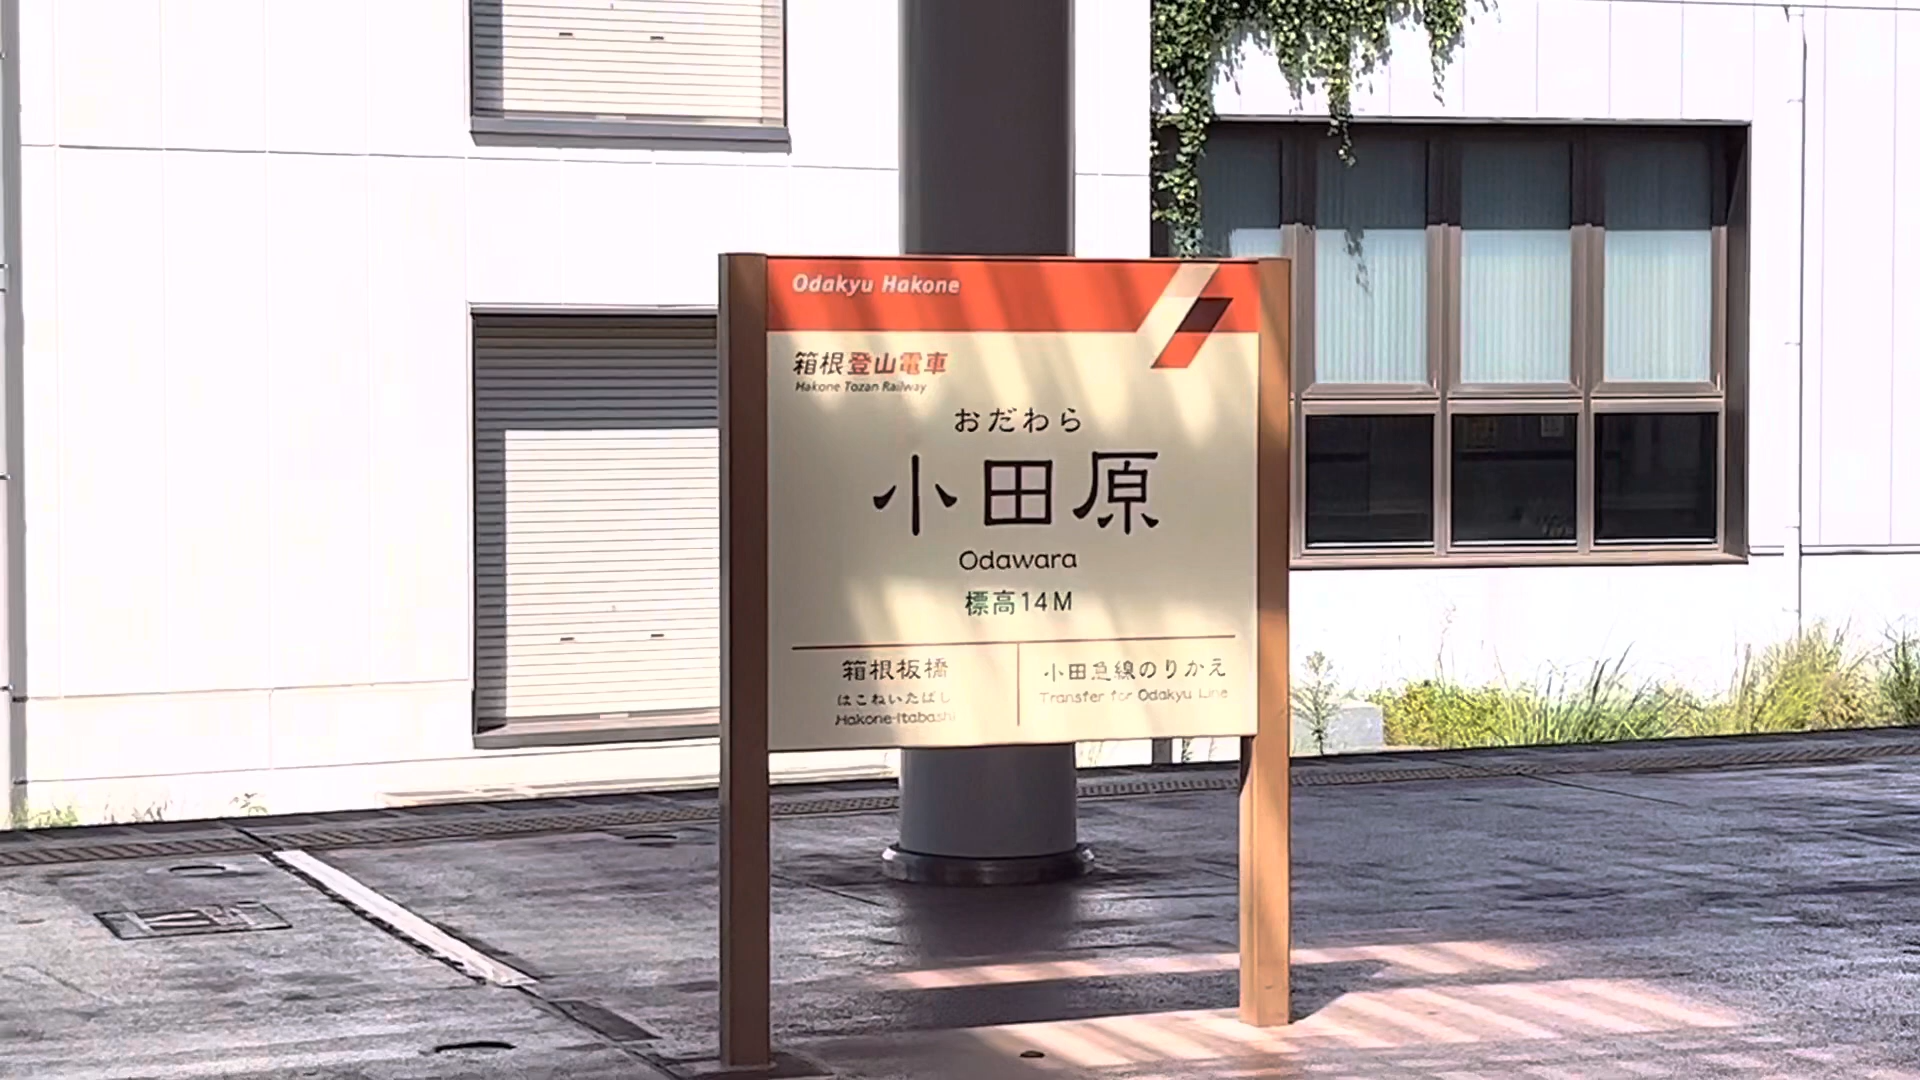 Odakyu Hakone
箱根登山電車
Hakone Tozan Railway
おだわら
小田原
Odawara
標高14M
箱根板橋
はこねいたばし
Hakone-Itabashi
小田急線のりかえ
Transfer for Odakyu Line